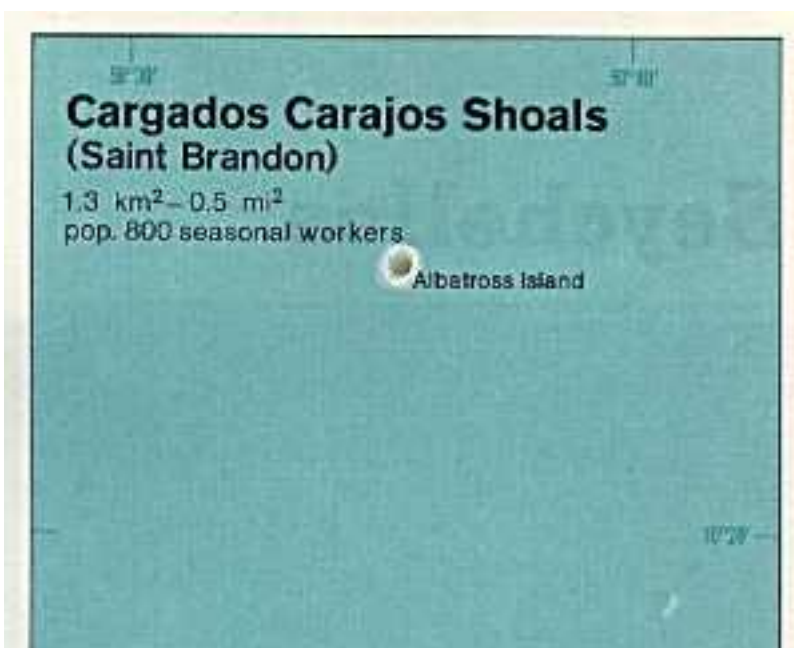 Cargados Carajos Shoals
(Saint Brandon)
1.3 km² – 0.5 mi²
pop. 800 seasonal workers
Albatross Island